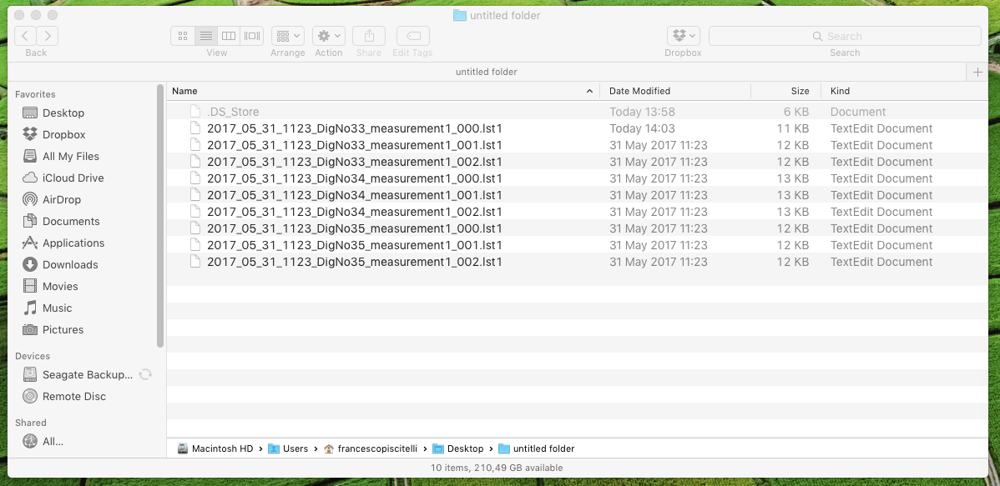 untitled folder
Back
View
Arrange
Action
Share
Edit Tags
Dropbox
Search
Search
untitled folder
Favorites
Desktop
Dropbox
All My Files
iCloud Drive
AirDrop
Documents
Applications
Downloads
Movies
Music
Pictures
Devices
Seagate Backup...
Remote Disc
Shared
All...
Name Date Modified Size Kind
.DS_Store Today 13:58 6 KB Document
2017_05_31_1123_DigNo33_measurement1_000.lst1 Today 14:03 11 KB TextEdit Document
2017_05_31_1123_DigNo33_measurement1_001.lst1 31 May 2017 11:23 12 KB TextEdit Document
2017_05_31_1123_DigNo33_measurement1_002.lst1 31 May 2017 11:23 12 KB TextEdit Document
2017_05_31_1123_DigNo34_measurement1_000.lst1 31 May 2017 11:23 13 KB TextEdit Document
2017_05_31_1123_DigNo34_measurement1_001.lst1 31 May 2017 11:23 13 KB TextEdit Document
2017_05_31_1123_DigNo34_measurement1_002.lst1 31 May 2017 11:23 13 KB TextEdit Document
2017_05_31_1123_DigNo35_measurement1_000.lst1 31 May 2017 11:23 12 KB TextEdit Document
2017_05_31_1123_DigNo35_measurement1_001.lst1 31 May 2017 11:23 12 KB TextEdit Document
2017_05_31_1123_DigNo35_measurement1_002.lst1 31 May 2017 11:23 12 KB TextEdit Document
Macintosh HD › Users › francescopiscitelli › Desktop › untitled folder
10 items, 210,49 GB available